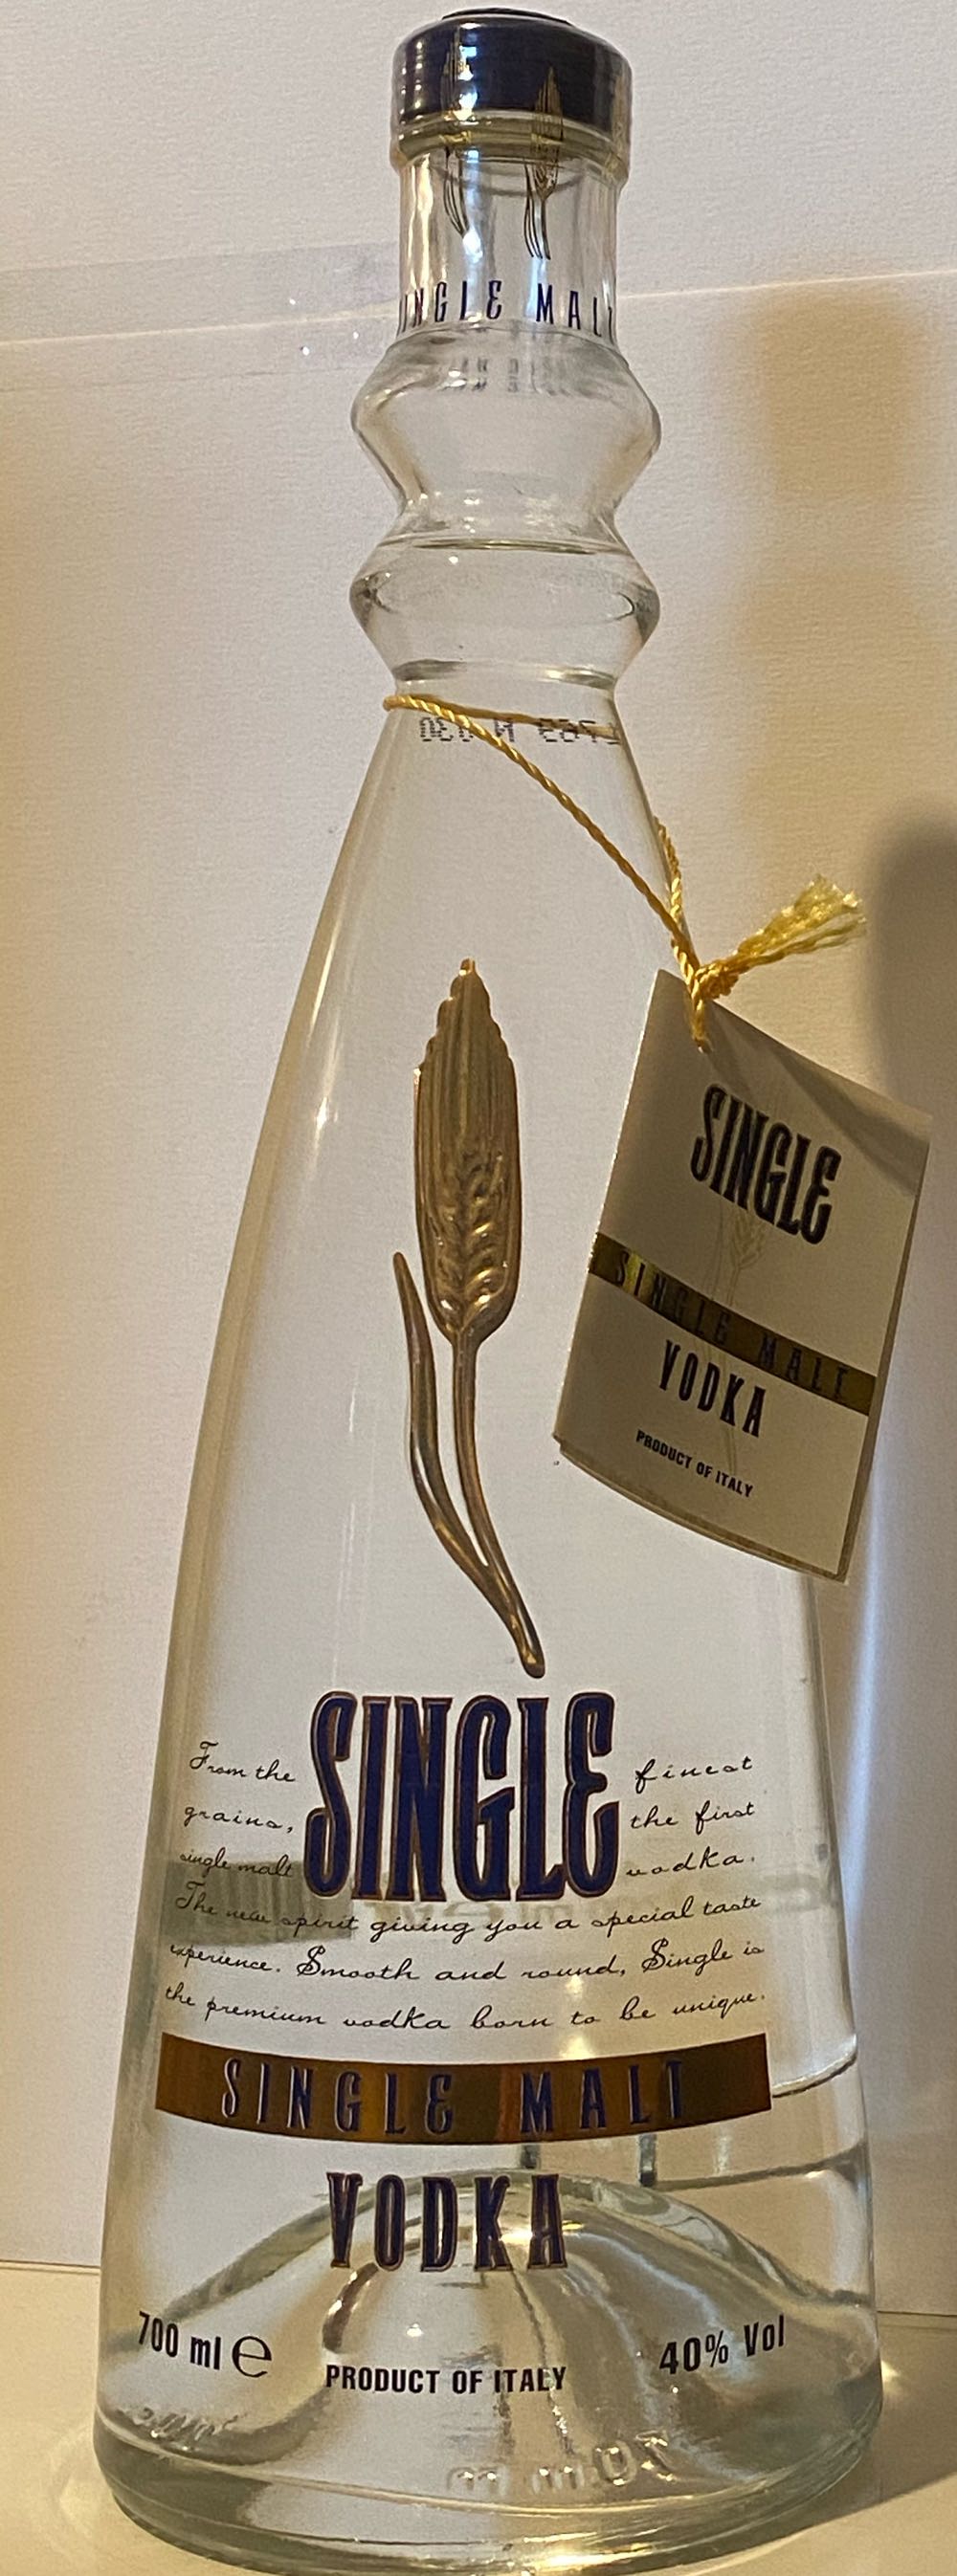 SINGLE MALT
SINGLE
SINGLE MALT
VODKA
PRODUCT OF ITALY
From the SINGLE finest
grains, the first
single malt vodka.
The new spirit giving you a special taste
experience. Smooth and round, Single is
the premium vodka born to be unique.
SINGLE MALT
VODKA
700 ml e
PRODUCT OF ITALY
40% Vol